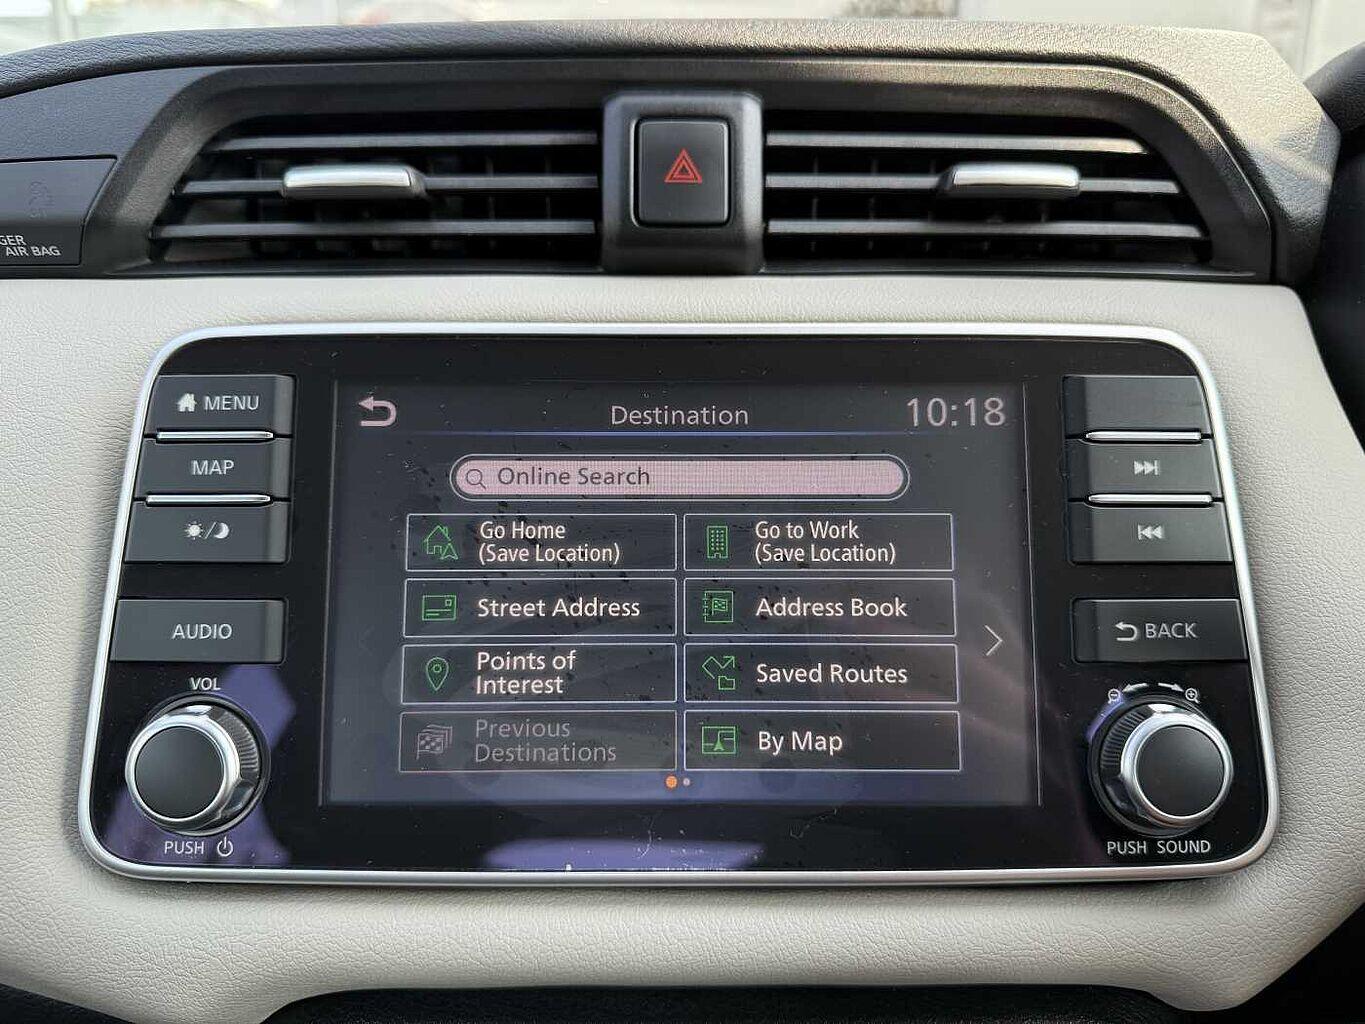 GER
AIR BAG
MENU
MAP
AUDIO
VOL
PUSH
Destination
10:18
Online Search
Go Home
(Save Location)
Go to Work
(Save Location)
Street Address
Address Book
Points of
Interest
Saved Routes
Previous
Destinations
By Map
BACK
PUSH SOUND